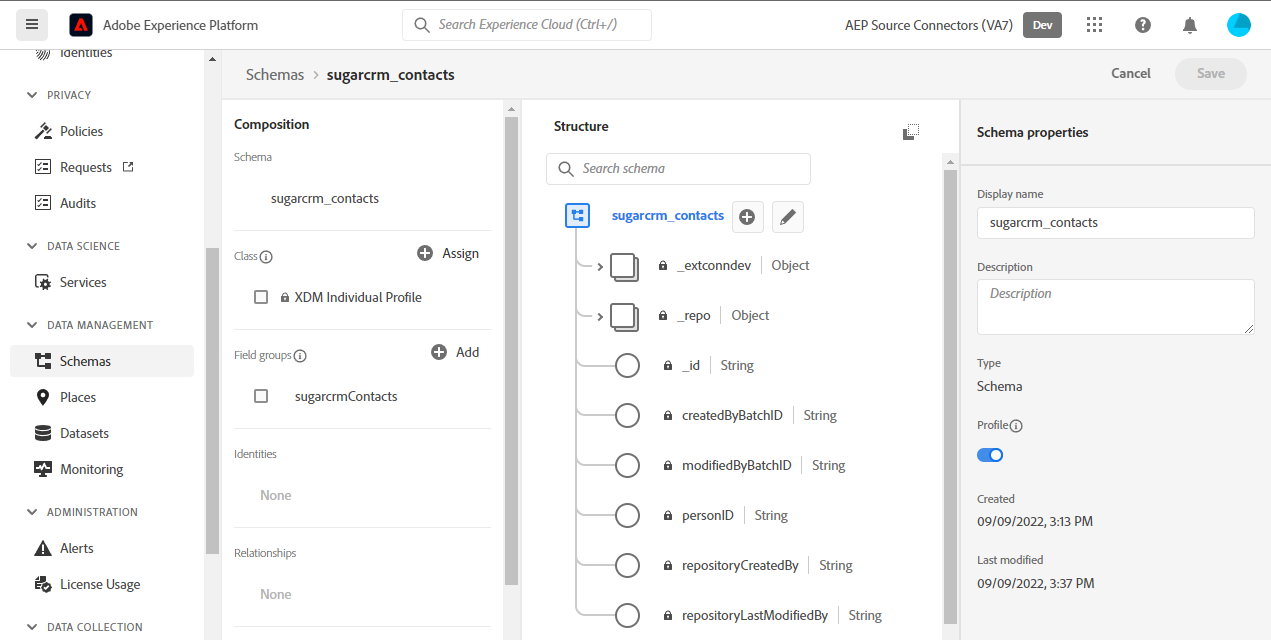 Adobe Experience Platform
Search Experience Cloud (Ctrl+/)
AEP Source Connectors (VA7)
Dev
Identities
PRIVACY
Policies
Requests
Audits
DATA SCIENCE
Services
DATA MANAGEMENT
Schemas
Places
Datasets
Monitoring
ADMINISTRATION
Alerts
License Usage
DATA COLLECTION
Schemas > sugarcrm_contacts
Cancel
Save
Composition
Schema
sugarcrm_contacts
Class
Assign
XDM Individual Profile
Field groups
Add
sugarcrmContacts
Identities
None
Relationships
None
Structure
Search schema
sugarcrm_contacts
_extconndev | Object
_repo | Object
_id | String
createdByBatchID | String
modifiedByBatchID | String
personID | String
repositoryCreatedBy | String
repositoryLastModifiedBy | String
Schema properties
Display name
sugarcrm_contacts
Description
Description
Type
Schema
Profile
Created
09/09/2022, 3:13 PM
Last modified
09/09/2022, 3:37 PM